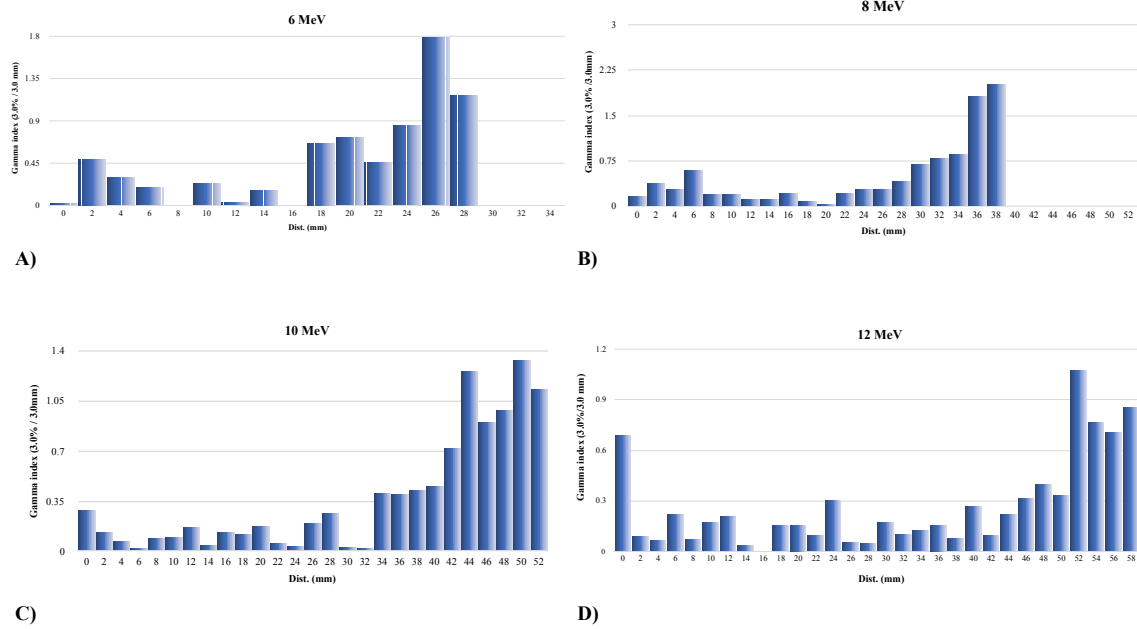 6 MeV
Gamma index (3.0% / 3.0 mm)
1.8
1.35
0.9
0.45
0
0 2 4 6 8 10 12 14 16 18 20 22 24 26 28 30 32 34
Dist. (mm)
A)
8 MeV
Gamma index (3.0% /3.0mm)
3
2.25
1.5
0.75
0
0 2 4 6 8 10 12 14 16 18 20 22 24 26 28 30 32 34 36 38 40 42 44 46 48 50 52
Dist. (mm)
B)
10 MeV
Gamma index (3.0% / 3.0mm)
1.4
1.05
0.7
0.35
0
0 2 4 6 8 10 12 14 16 18 20 22 24 26 28 30 32 34 36 38 40 42 44 46 48 50 52
Dist. (mm)
C)
12 MeV
Gamma index (3.0%/3.0 mm)
1.2
0.9
0.6
0.3
0
0 2 4 6 8 10 12 14 16 18 20 22 24 26 28 30 32 34 36 38 40 42 44 46 48 50 52 54 56 58
Dist. (mm)
D)